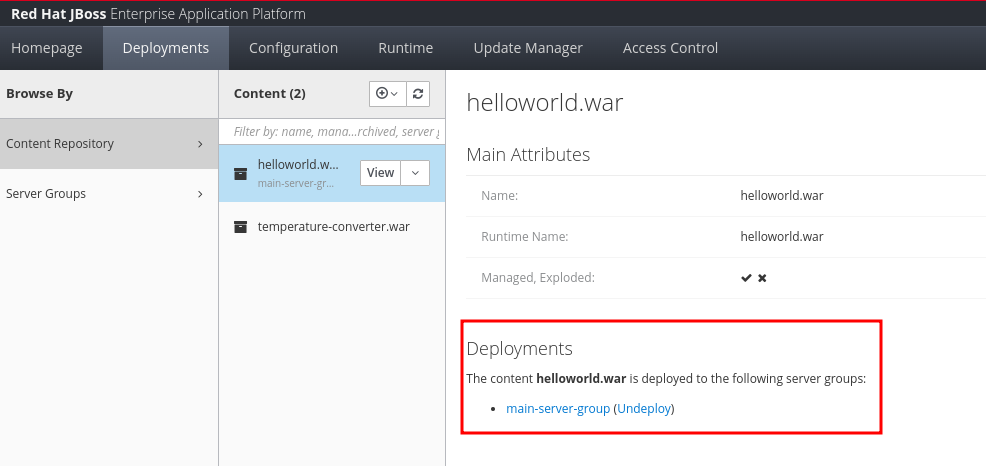 Red Hat JBoss Enterprise Application Platform
Homepage Deployments Configuration Runtime Update Manager Access Control
Browse By
Content Repository
Server Groups
Content (2)
Filter by: name, mana...rchived, server g
helloworld.w...
main-server-gr...
View
temperature-converter.war
helloworld.war
Main Attributes
Name: helloworld.war
Runtime Name: helloworld.war
Managed, Exploded:
Deployments
The content helloworld.war is deployed to the following server groups:
• main-server-group (Undeploy)